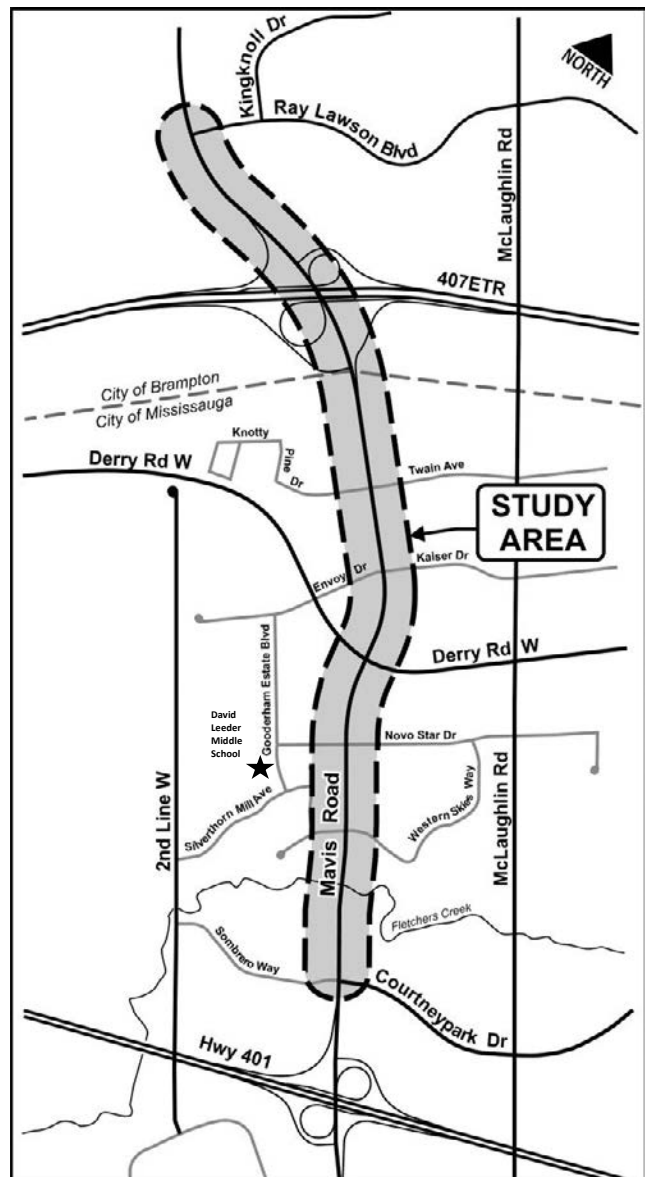 Kingknoll Dr
NORTH
Ray Lawson Blvd
McLaughlin Rd
407ETR
City of Brampton
City of Mississauga
Knotty
Pine Dr
Derry Rd W
Twain Ave
STUDY
AREA
Envoy Dr
Kaiser Dr
Derry Rd W
Gooderham Estate Blvd
David
Leeder
Middle
School
Novo Star Dr
2nd Line W
Silverthorn Mill Ave
Mavis Road
Western Skies Way
McLaughlin Rd
Fletchers Creek
Sombrero Way
Courtneypark Dr
Hwy 401